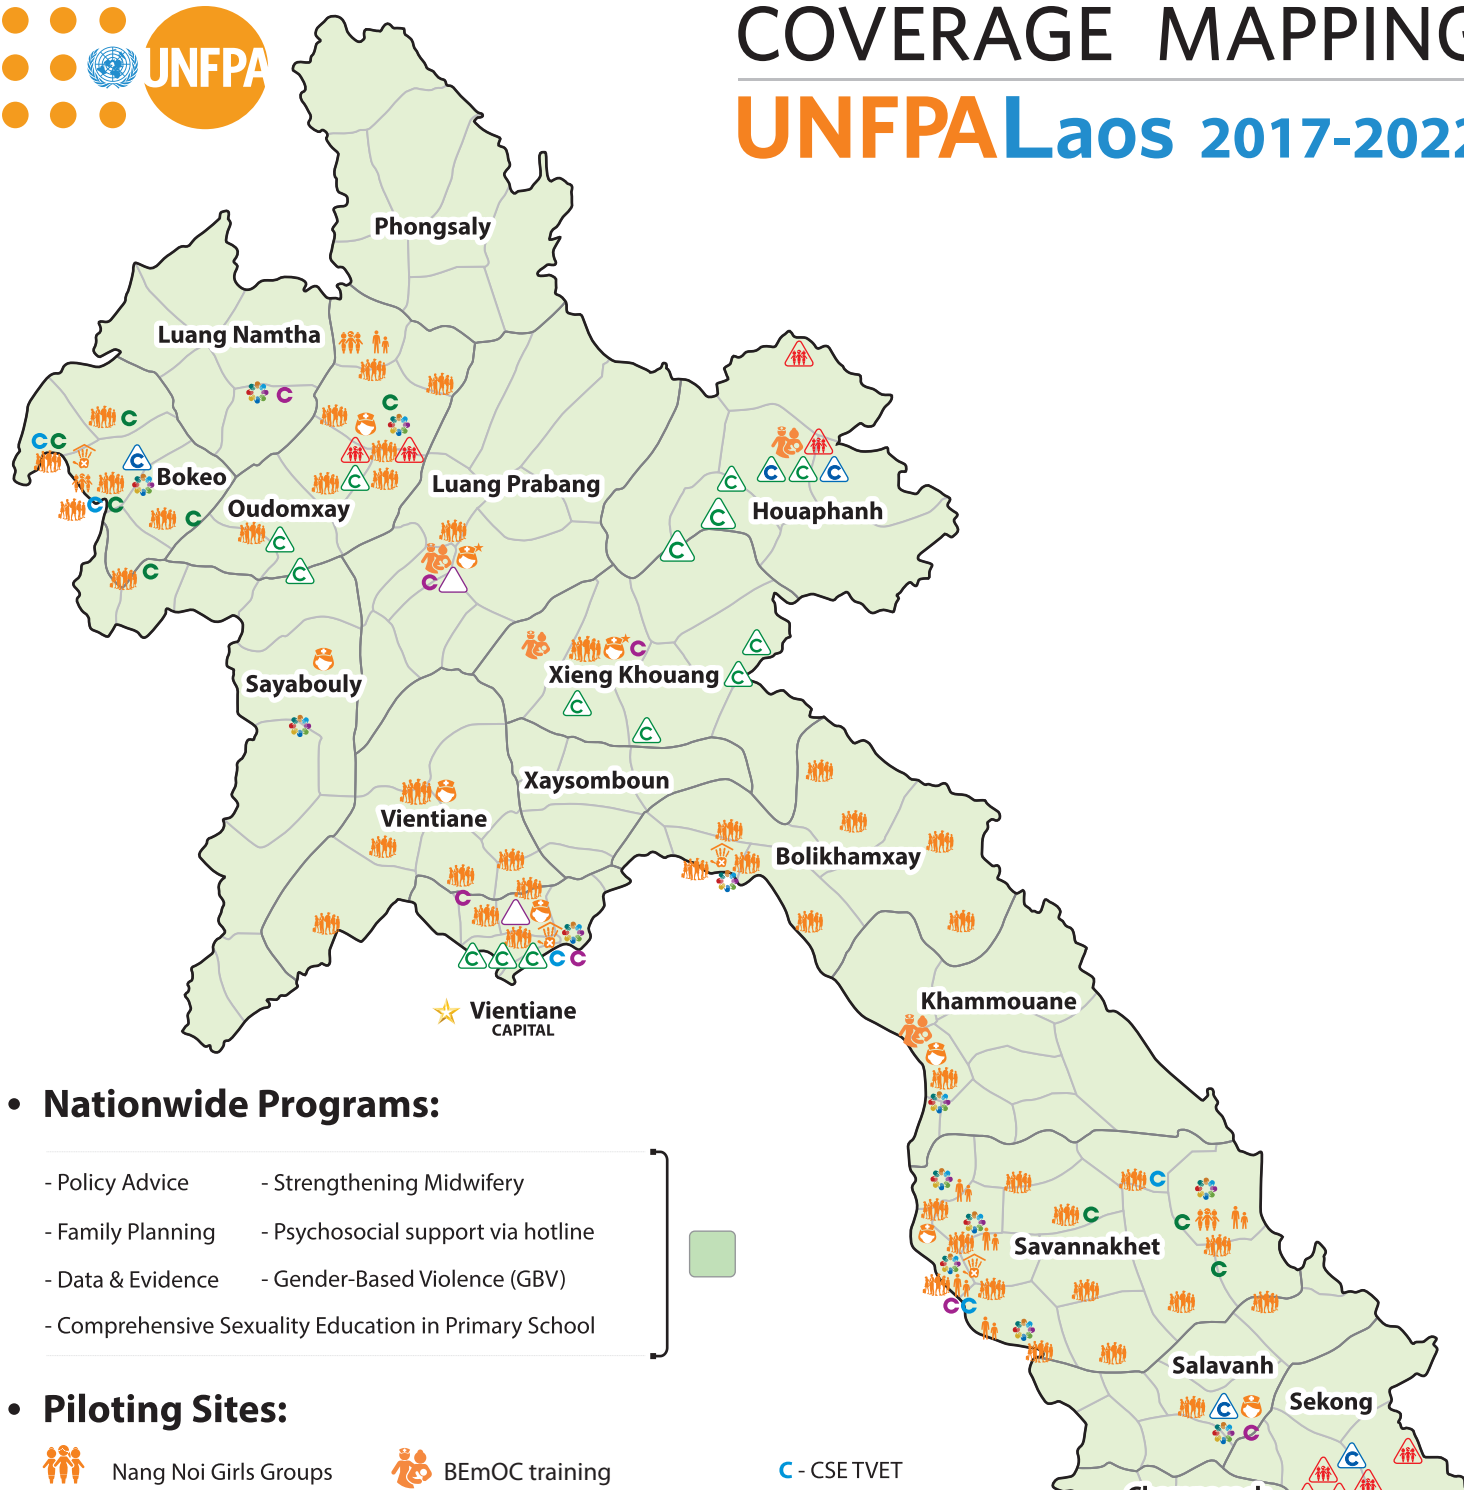 UNFPA
COVERAGE MAPPING
UNFPA Laos 2017-2022
Phongsaly
Luang Namtha
C
C
C
C C
C
Bokeo
C C
C
C
Oudomxay
C
C
C
Luang Prabang
C
C C C
C
C
C
Houaphanh
C
Xieng Khouang
C
C
C
C
Sayabouly
Xaysomboun
Vientiane
C
C C C C C
Bolikhamxay
Vientiane
CAPITAL
Khammouane
C
C
C
Savannakhet
C
C C
Salavanh
C
C
Sekong
C
• Nationwide Programs:
- Policy Advice
- Strengthening Midwifery
- Family Planning
- Psychosocial support via hotline
- Data & Evidence
- Gender-Based Violence (GBV)
- Comprehensive Sexuality Education in Primary School
• Piloting Sites:
Nang Noi Girls Groups
BEmOC training
C - CSE TVET